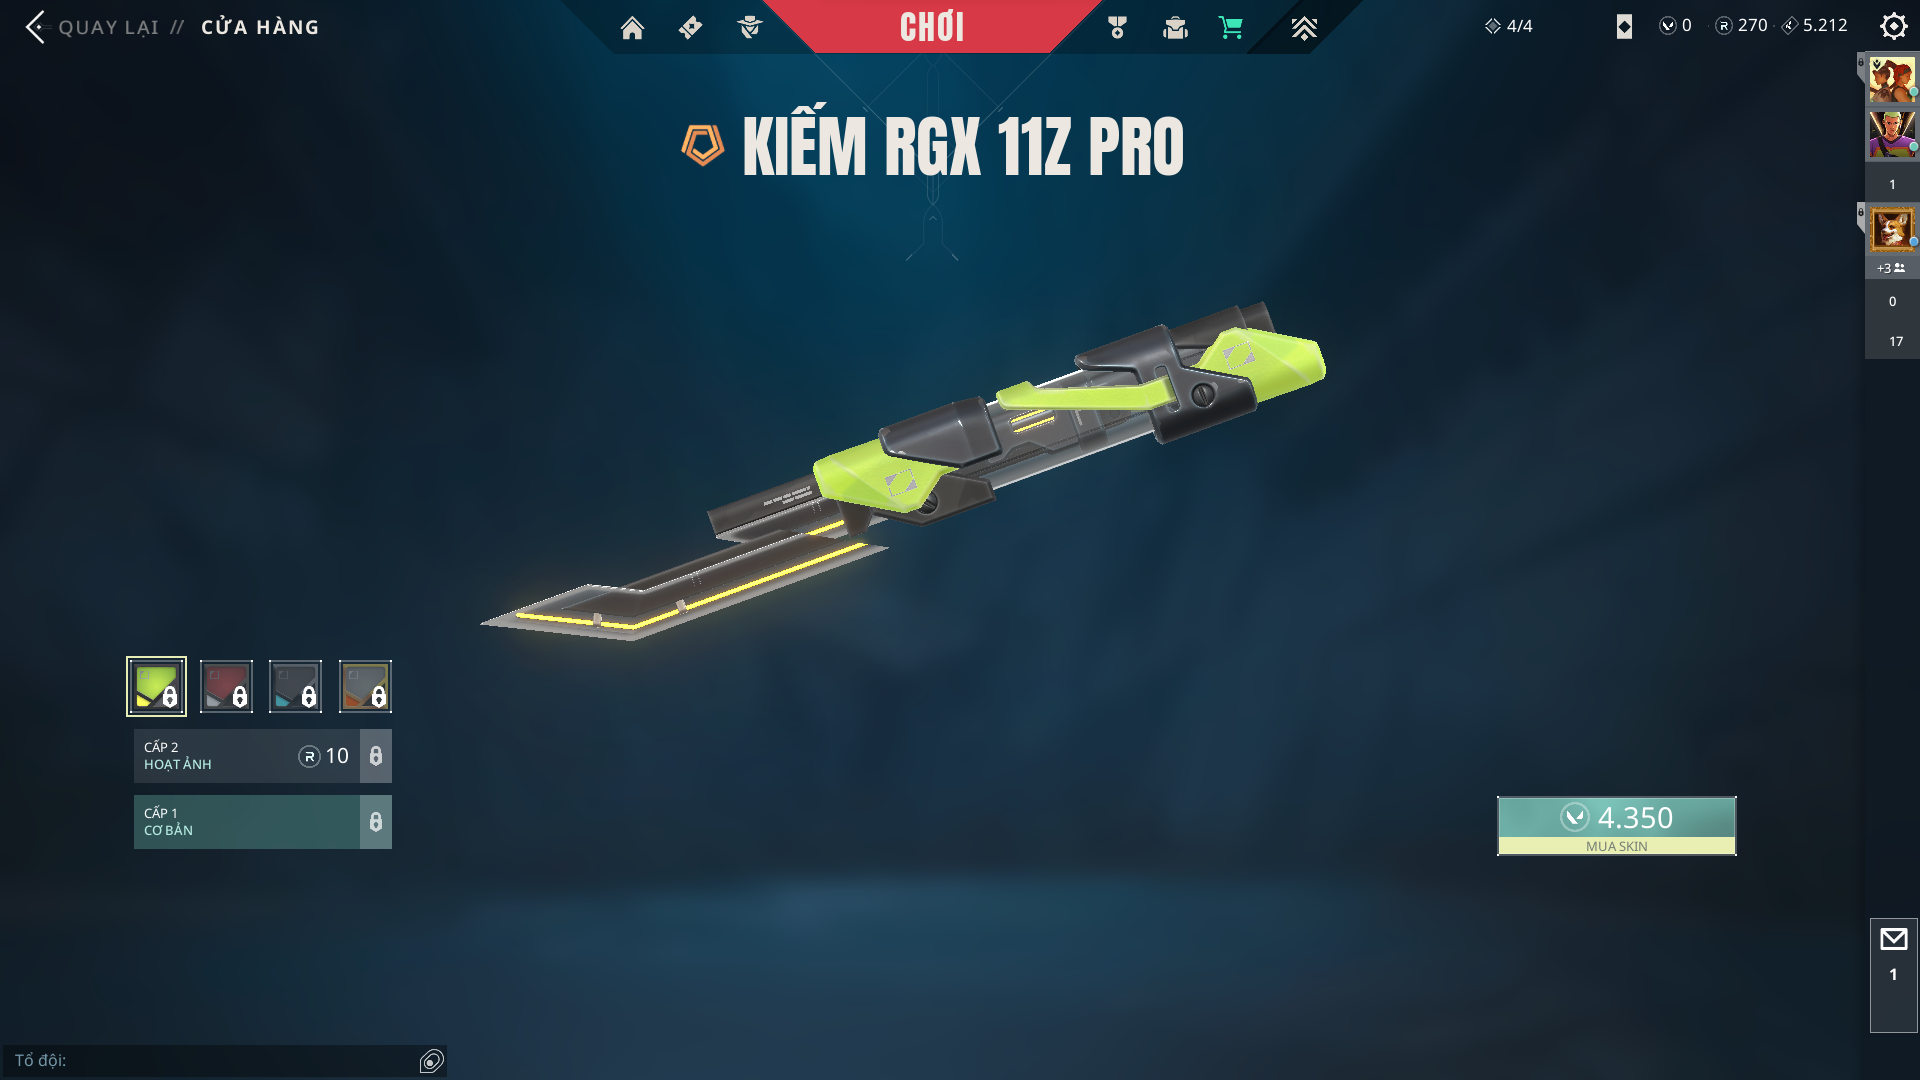 QUAY LẠI // CỬA HÀNG
CHƠI
4/4
0
270
5.212
KIẾM RGX 11Z PRO
1
+3
0
17
CẤP 2
HOẠT ẢNH
R 10
CẤP 1
CƠ BẢN
4.350
MUA SKIN
1
Tổ đội: